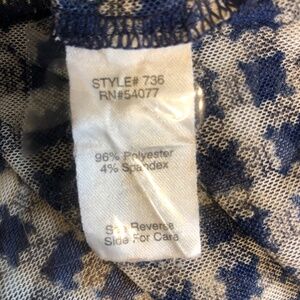 STYLE# 736
RN#54077
96% Polyester
4% Spandex
See Reverse
Side For Care